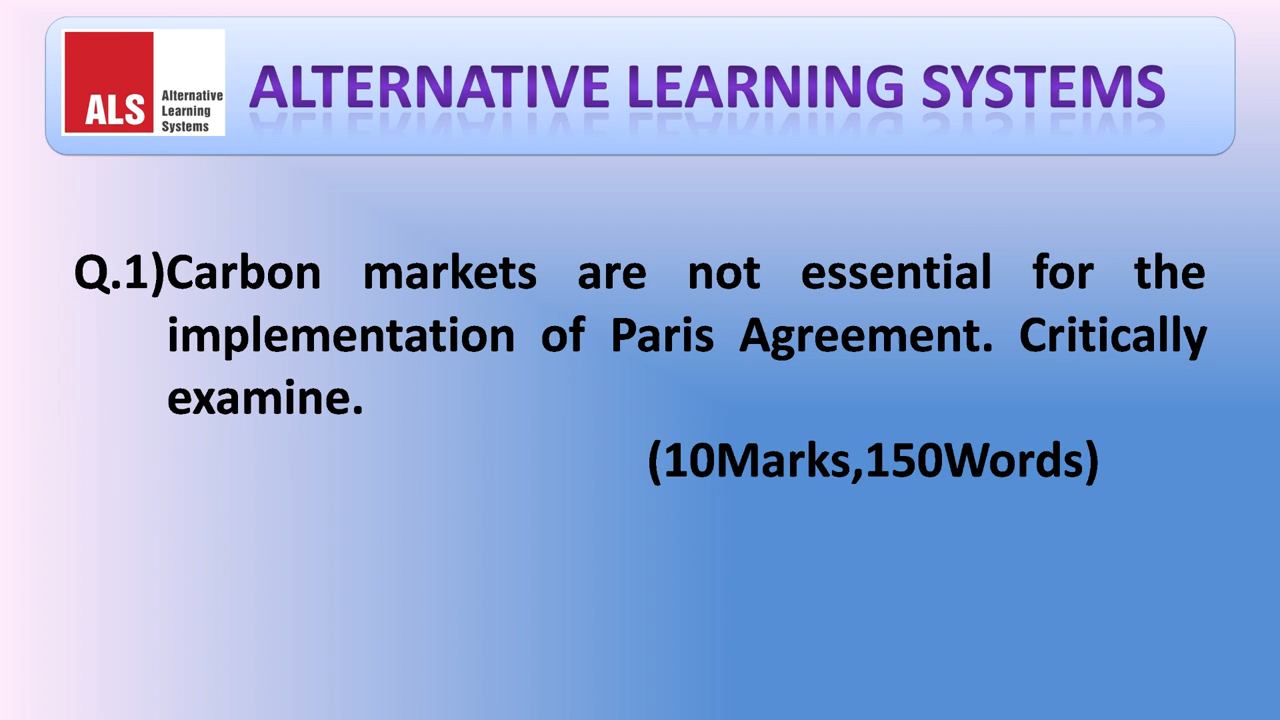 ALS
Alternative
Learning
Systems
ALTERNATIVE LEARNING SYSTEMS
Q.1)Carbon markets are not essential for the
implementation of Paris Agreement. Critically
examine.
(10Marks,150Words)